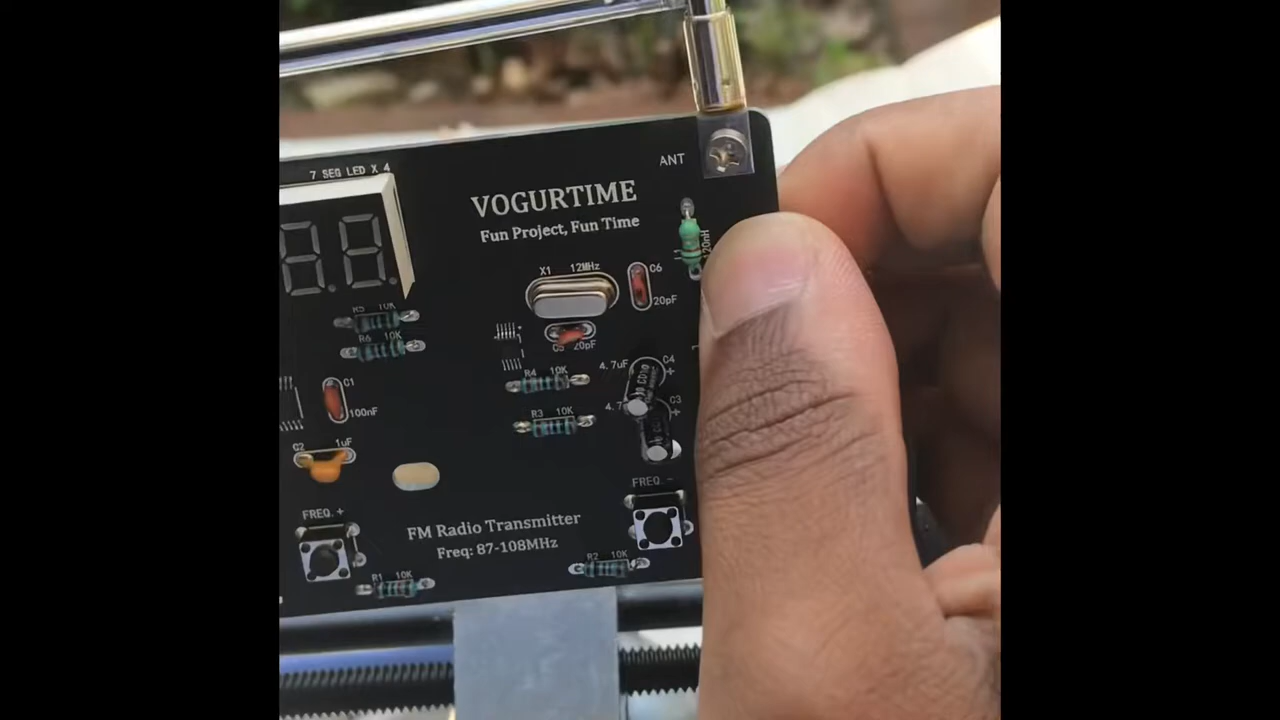 7 SEG LED X 4
ANT
VOGURTIME
Fun Project, Fun Time
X1 12MHz
C6
20pF
R5 10K
R6 10K
C5 20pF
4.7uF C4
+
R4 10K
C1
100nF
R3 10K
C3
+
C2 1uF
FREQ. -
FREQ. +
FM Radio Transmitter
Freq: 87-108MHz
R2 10K
R1 10K